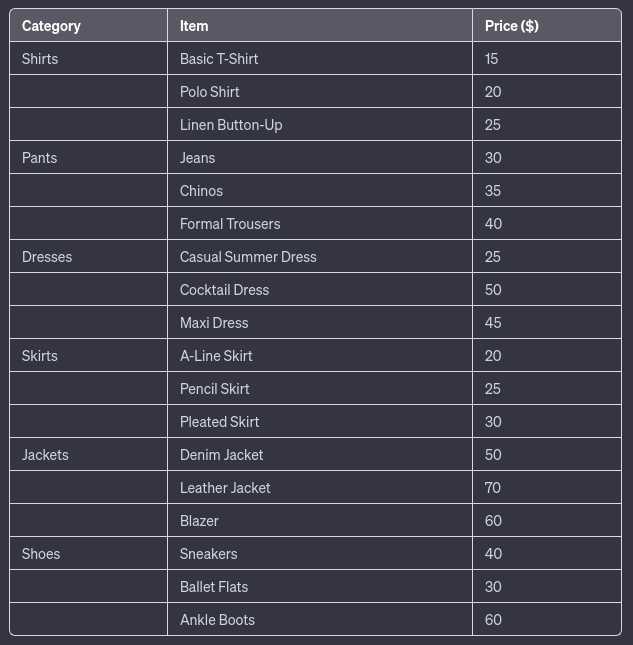 Category Item Price ($)
Shirts Basic T-Shirt 15
Polo Shirt 20
Linen Button-Up 25
Pants Jeans 30
Chinos 35
Formal Trousers 40
Dresses Casual Summer Dress 25
Cocktail Dress 50
Maxi Dress 45
Skirts A-Line Skirt 20
Pencil Skirt 25
Pleated Skirt 30
Jackets Denim Jacket 50
Leather Jacket 70
Blazer 60
Shoes Sneakers 40
Ballet Flats 30
Ankle Boots 60